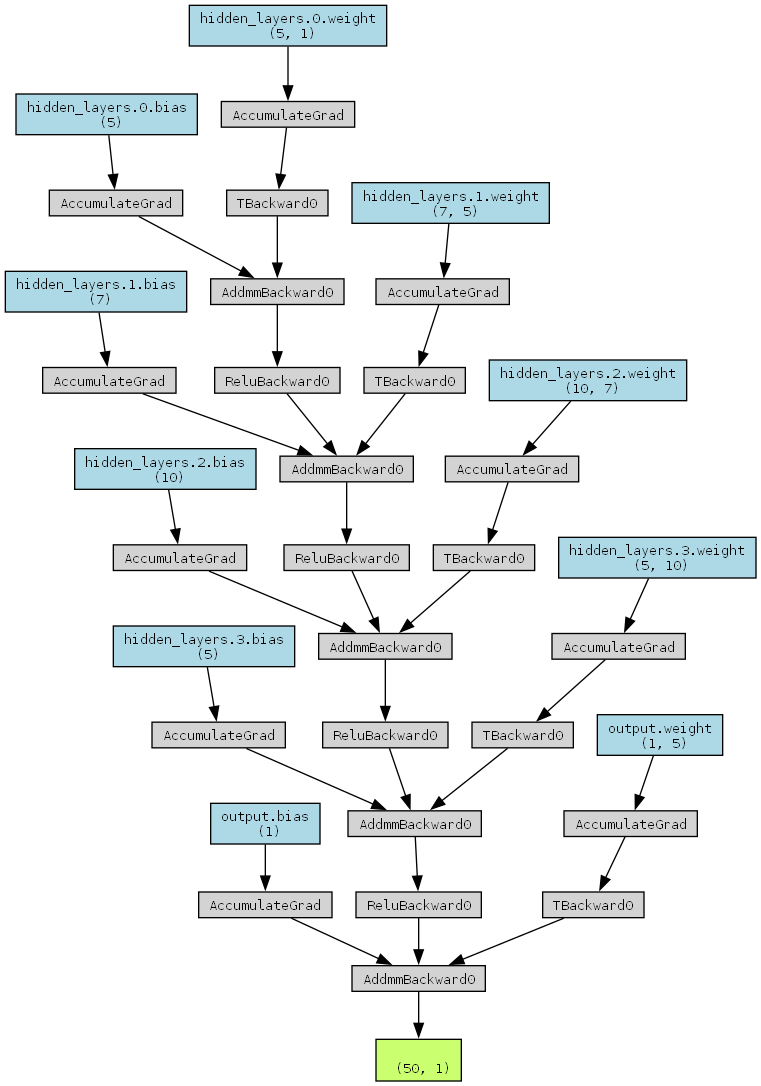 hidden_layers.0.weight
(5, 1)
hidden_layers.0.bias
(5)
AccumulateGrad
AccumulateGrad
TBackward0
hidden_layers.1.weight
(7, 5)
hidden_layers.1.bias
(7)
AddmmBackward0
AccumulateGrad
AccumulateGrad
ReluBackward0
TBackward0
hidden_layers.2.weight
(10, 7)
hidden_layers.2.bias
(10)
AddmmBackward0
AccumulateGrad
AccumulateGrad
ReluBackward0
TBackward0
hidden_layers.3.weight
(5, 10)
hidden_layers.3.bias
(5)
AddmmBackward0
AccumulateGrad
AccumulateGrad
ReluBackward0
TBackward0
output.weight
(1, 5)
output.bias
(1)
AddmmBackward0
AccumulateGrad
AccumulateGrad
ReluBackward0
TBackward0
AddmmBackward0
(50, 1)